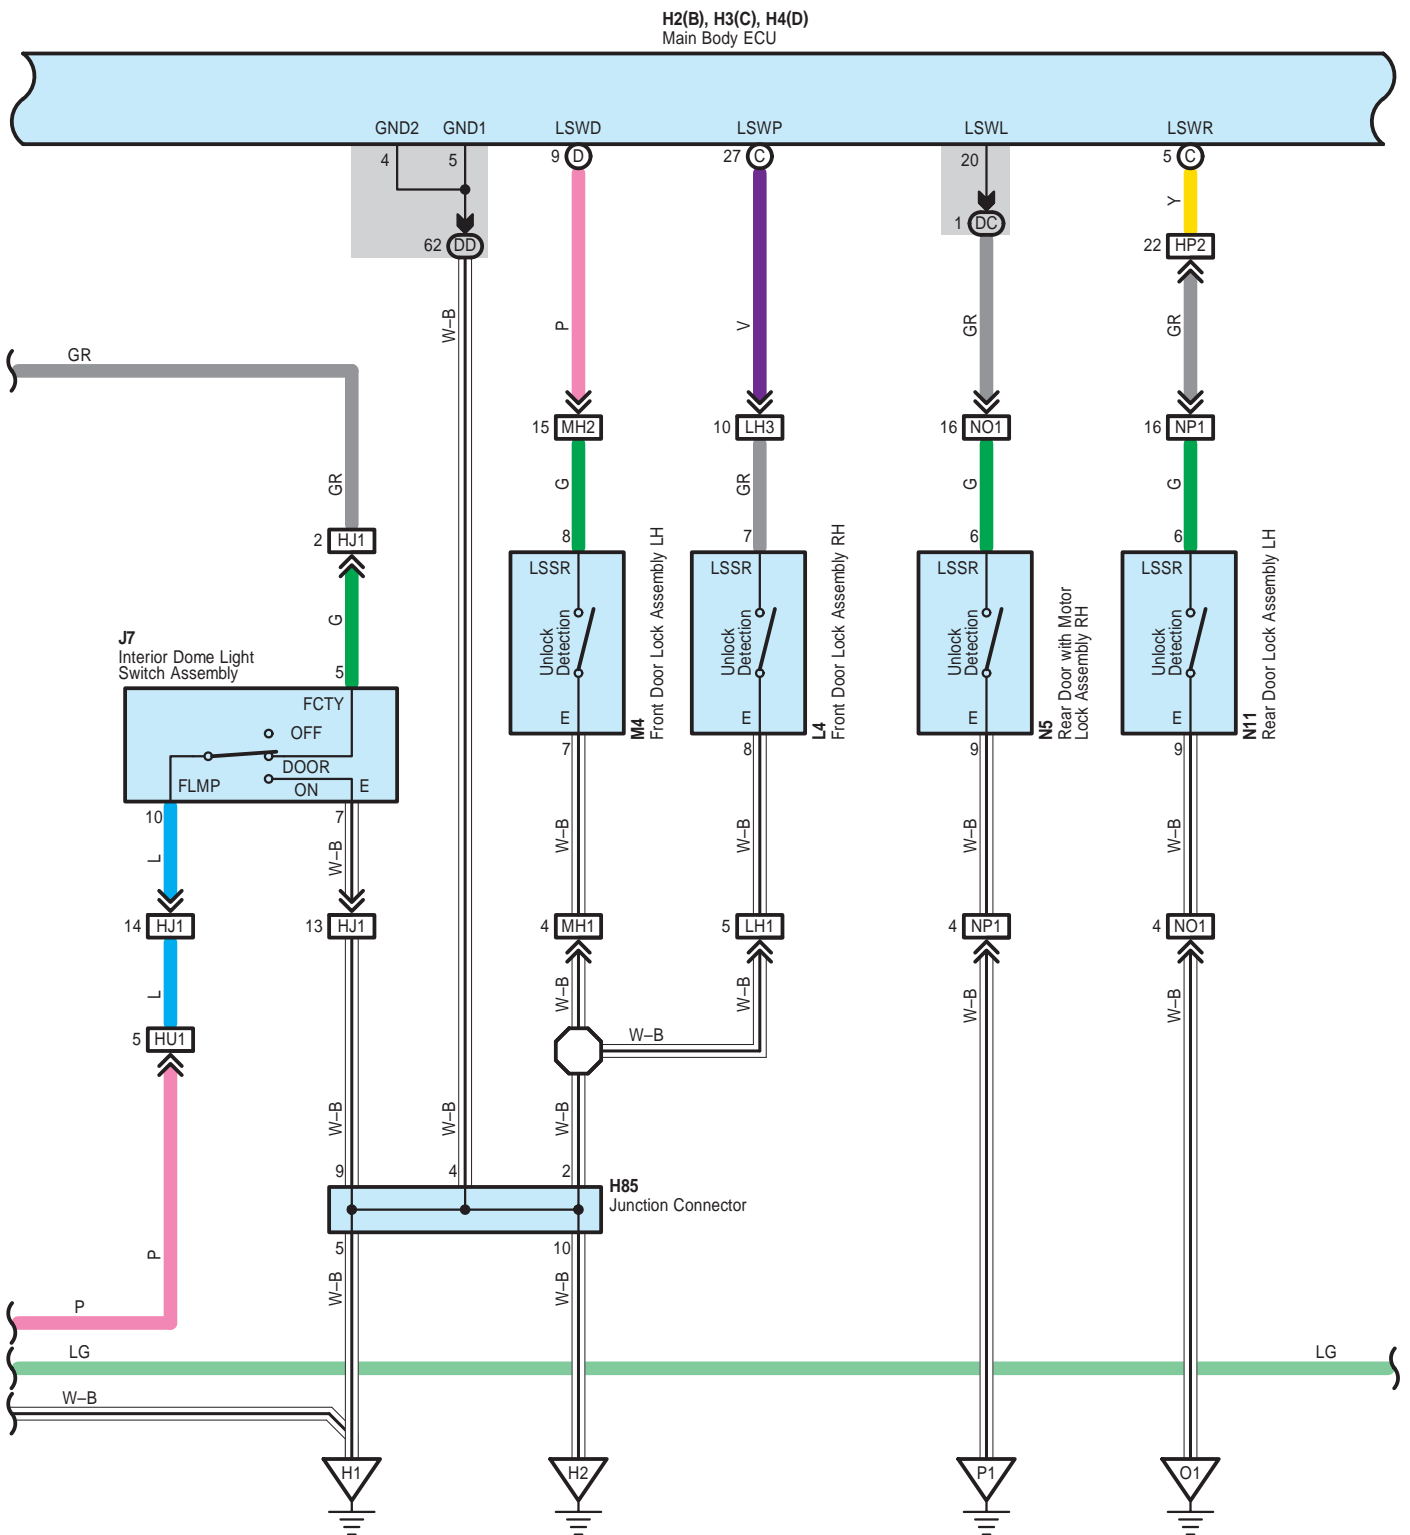 H2(B), H3(C), H4(D)
Main Body ECU
GND2 GND1 LSWD LSWP LSWL LSWR
4 5 9 D 27 C 20 5 C
1 DC
62 DD
22 HP2
Y
W–B P V GR GR
GR
15 MH2 10 LH3 16 NO1 16 NP1
GR G GR G G
2 HJ1
8 7 6 6
G
LSSR LSSR LSSR LSSR
Unlock Detection
Unlock Detection
Unlock Detection
Unlock Detection
E E E E
M4 Front Door Lock Assembly LH
L4 Front Door Lock Assembly RH
N5 Rear Door with Motor
Lock Assembly RH
N11 Rear Door Lock Assembly LH
J7
Interior Dome Light
Switch Assembly
5
FCTY
OFF
DOOR
FLMP ON E
7 8 9 9
10 7
L W–B W–B W–B W–B W–B
14 HJ1 13 HJ1 4 MH1 5 LH1 4 NP1 4 NO1
L W–B W–B W–B W–B
5 HU1
W–B
W–B W–B W–B
9 4 2
H85
Junction Connector
5 10
P W–B W–B
P
LG LG
W–B
H1 H2 P1 O1